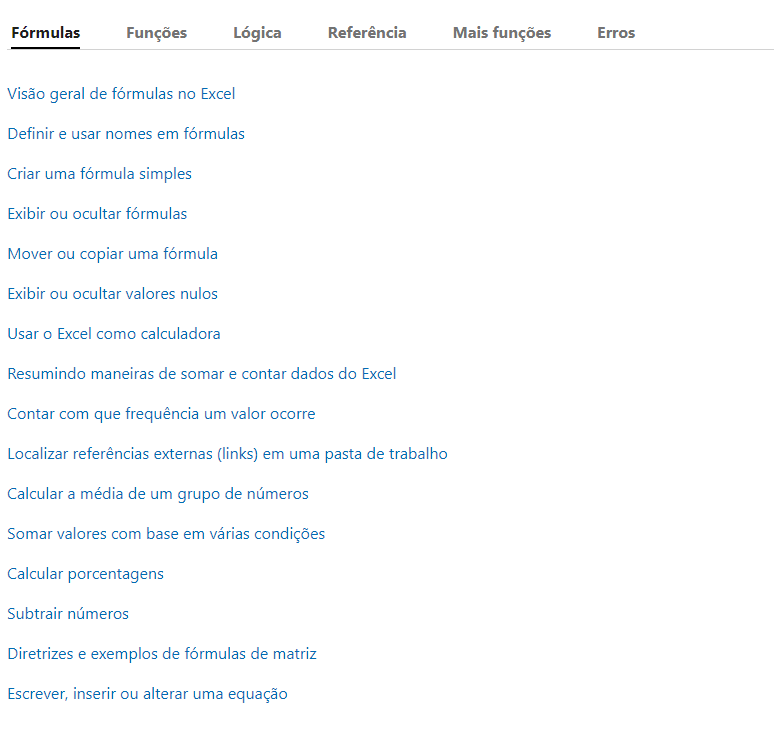 Fórmulas Funções Lógica Referência Mais funções Erros
Visão geral de fórmulas no Excel
Definir e usar nomes em fórmulas
Criar uma fórmula simples
Exibir ou ocultar fórmulas
Mover ou copiar uma fórmula
Exibir ou ocultar valores nulos
Usar o Excel como calculadora
Resumindo maneiras de somar e contar dados do Excel
Contar com que frequência um valor ocorre
Localizar referências externas (links) em uma pasta de trabalho
Calcular a média de um grupo de números
Somar valores com base em várias condições
Calcular porcentagens
Subtrair números
Diretrizes e exemplos de fórmulas de matriz
Escrever, inserir ou alterar uma equação